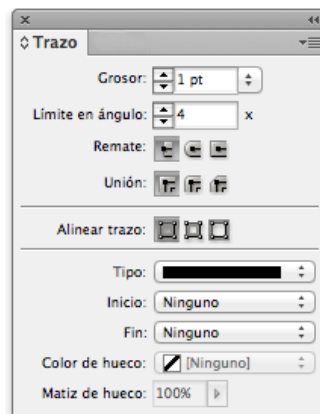 Trazo
Grosor: 1 pt
Límite en ángulo: 4 x
Remate:
Unión:
Alinear trazo:
Tipo:
Inicio: Ninguno
Fin: Ninguno
Color de hueco: [Ninguno]
Matiz de hueco: 100%